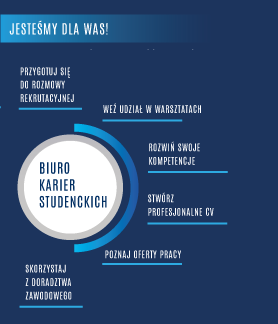 JESTEŚMY DLA WAS!
PRZYGOTUJ SIĘ
DO ROZMOWY
REKRUTACYJNEJ
WEŹ UDZIAŁ W WARSZTATACH
ROZWIŃ SWOJE
KOMPETENCJE
BIURO
KARIER
STUDENCKICH
STWÓRZ
PROFESJONALNE CV
POZNAJ OFERTY PRACY
SKORZYSTAJ
Z DORADZTWA
ZAWODOWEGO